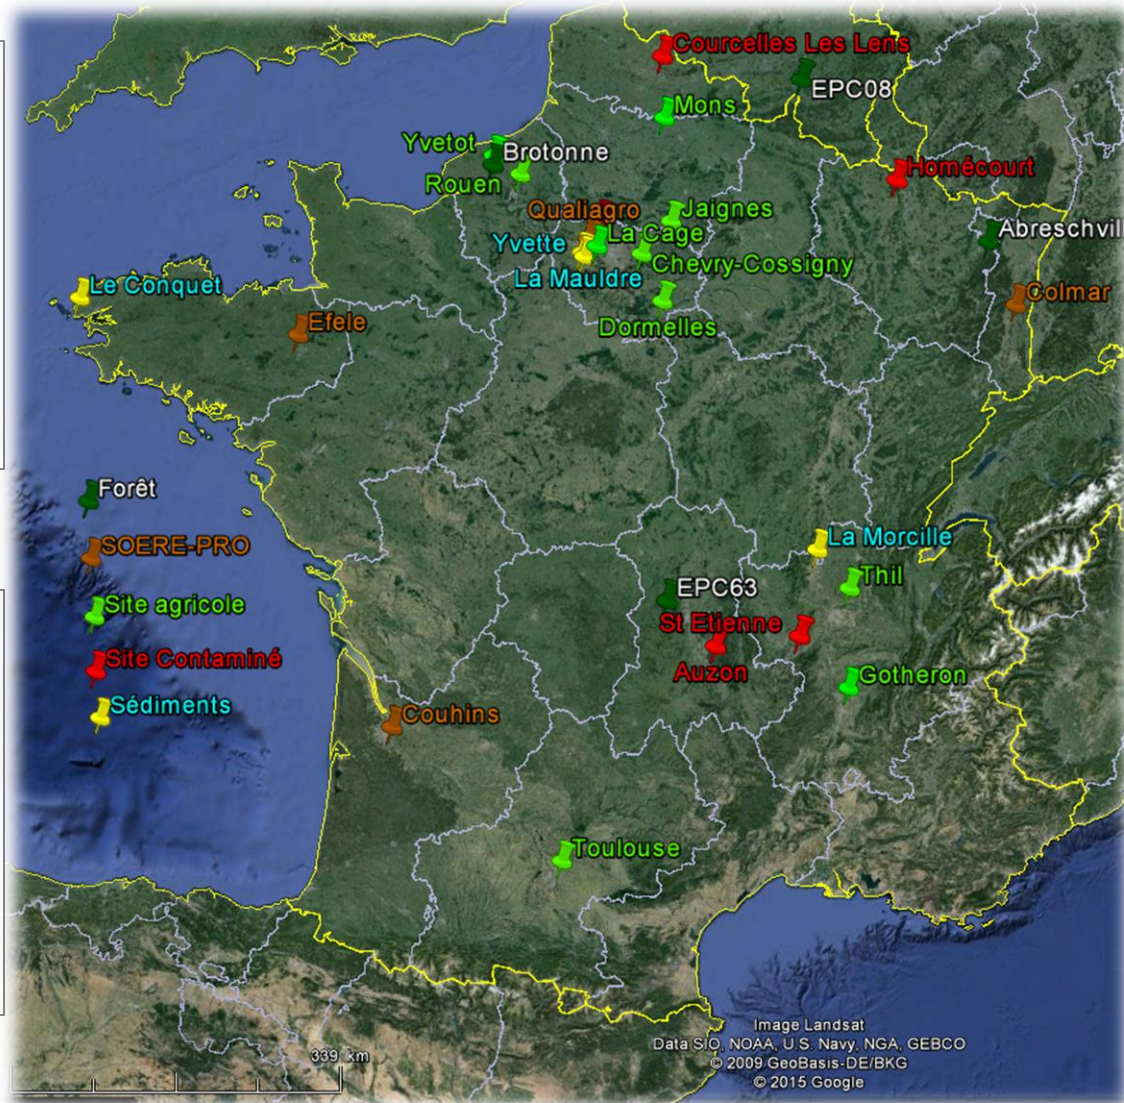 Courcelles Les Lens
EPC08
Mons
Yvetot
Brotonne
Rouen
Homécourt
Qualiagro
Jaignes
La Cage
Yvette
Abreschvil
Chevry-Cossigny
La Mauldre
Le Conquet
Colmar
Efele
Dormelles
Forêt
SOERE-PRO
La Morcille
Thil
EPC63
Site agricole
St Etienne
Site Contaminé
Auzon
Gotheron
Sédiments
Couhins
Toulouse
Image Landsat
Data SIO, NOAA, U.S. Navy, NGA, GEBCO
© 2009 GeoBasis-DE/BKG
© 2015 Google
339 km